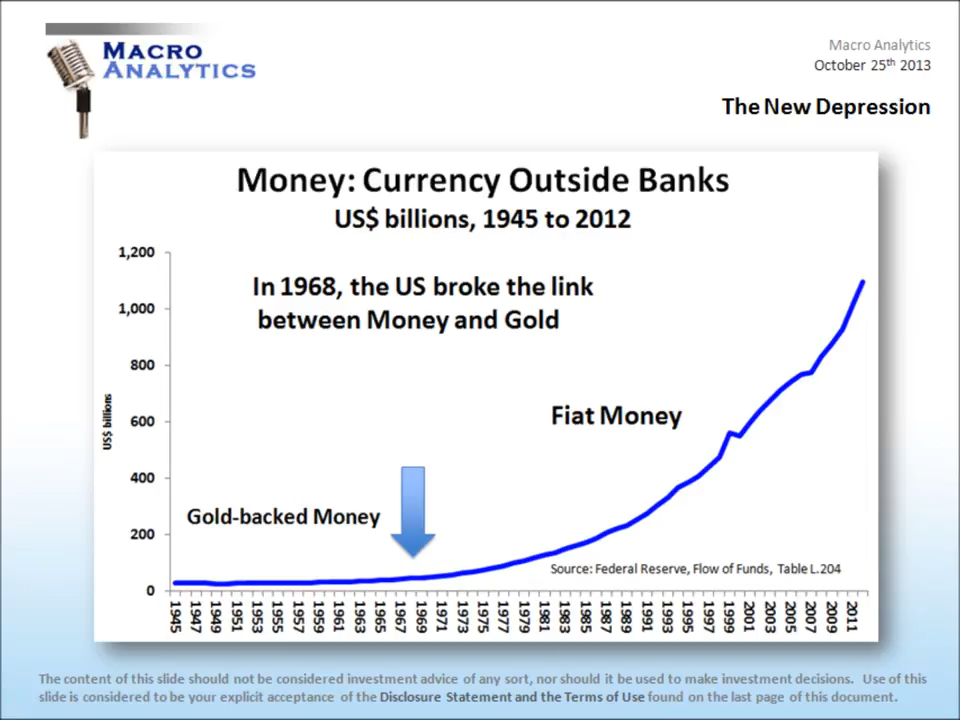 MACRO
ANALYTICS
Macro Analytics
October 25th 2013
The New Depression
Money: Currency Outside Banks
US$ billions, 1945 to 2012
1,200
1,000
800
600
400
200
0
US$ billions
In 1968, the US broke the link
between Money and Gold
Fiat Money
Gold-backed Money
Source: Federal Reserve, Flow of Funds, Table L.204
1945 1947 1949 1951 1953 1955 1957 1959 1961 1963 1965 1967 1969 1971 1973 1975 1977 1979 1981 1983 1985 1987 1989 1991 1993 1995 1997 1999 2001 2003 2005 2007 2009 2011
The content of this slide should not be considered investment advice of any sort, nor should it be used to make investment decisions. Use of this
slide is considered to be your explicit acceptance of the Disclosure Statement and the Terms of Use found on the last page of this document.